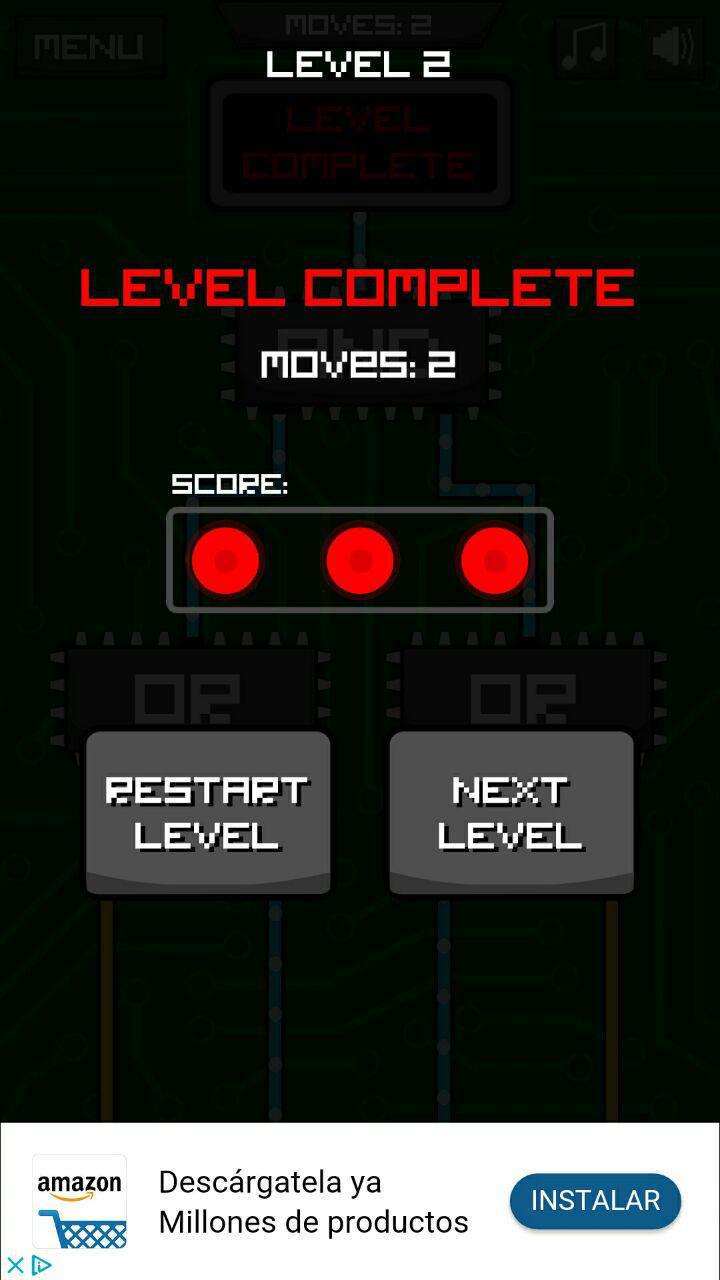 MENU
MOVES: 2
LEVEL 2
LEVEL
COMPLETE
LEVEL COMPLETE
AND
MOVES: 2
SCORE:
OR
OR
RESTART
LEVEL
NEXT
LEVEL
amazon
Descárgatela ya
Millones de productos
INSTALAR